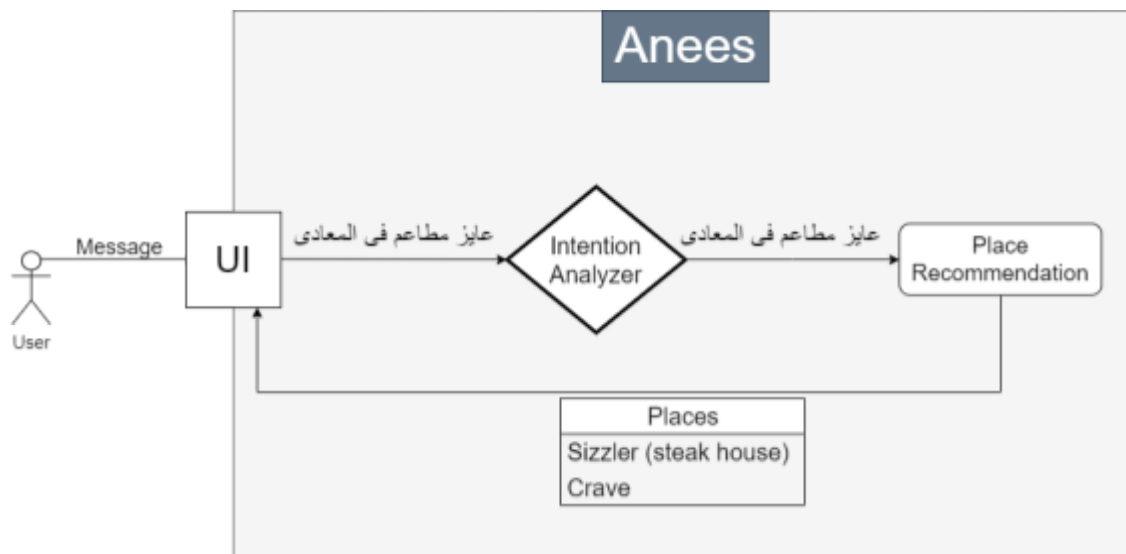 Anees
Message
UI
عايز مطاعم فى المعادى
Intention
Analyzer
عايز مطاعم فى المعادى
Place
Recommendation
User
Places
Sizzler (steak house)
Crave